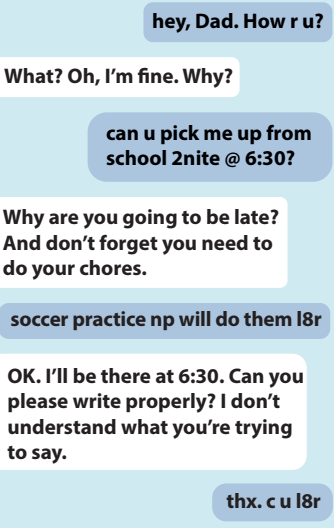 hey, Dad. How r u?
What? Oh, I'm fine. Why?
can u pick me up from
school 2nite @ 6:30?
Why are you going to be late?
And don't forget you need to
do your chores.
soccer practice np will do them l8r
OK. I'll be there at 6:30. Can you
please write properly? I don't
understand what you're trying
to say.
thx. c u l8r